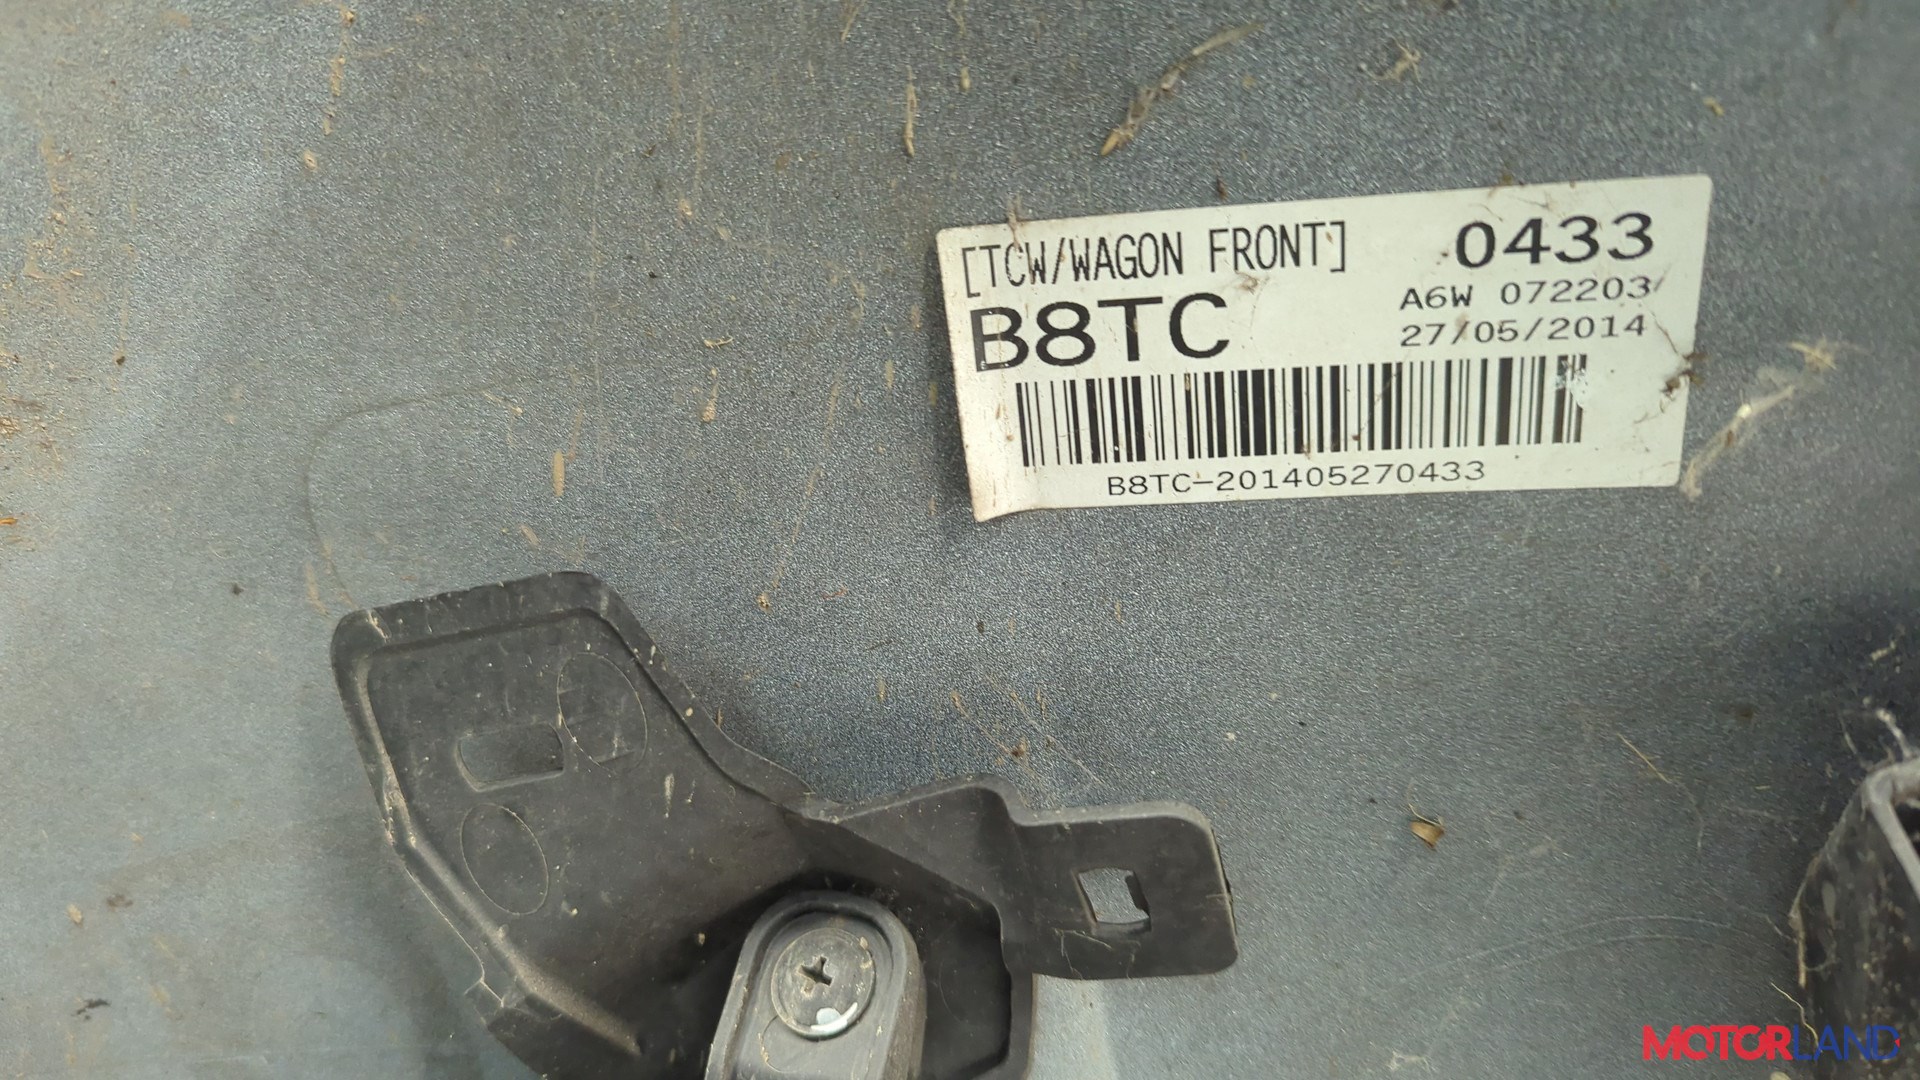 [TCW/WAGON FRONT] 0433
B8TC A6W 072203
27/05/2014
B8TC-201405270433
MOTORLAND